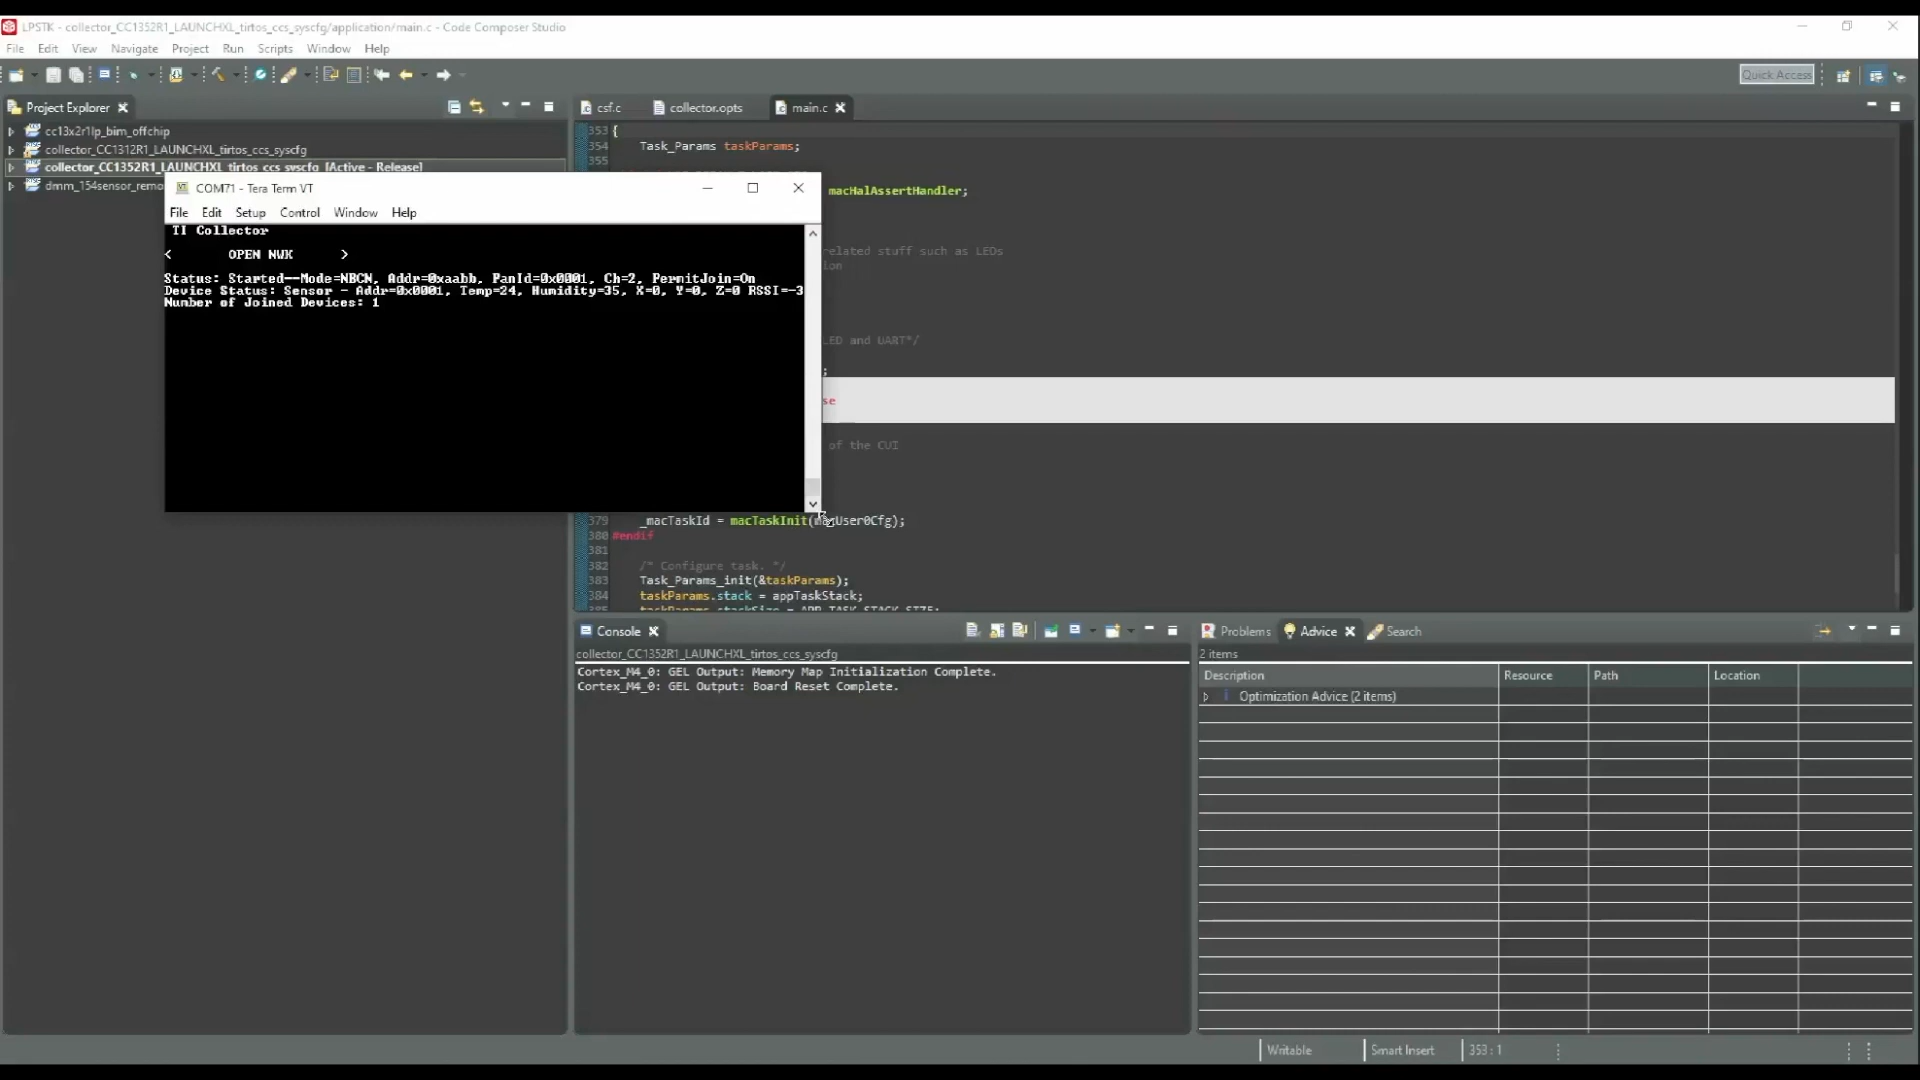 LPSTK - collector_CC1352R1_LAUNCHXL_tirtos_ccs_syscfg/application/main.c - Code Composer Studio
File Edit View Navigate Project Run Scripts Window Help
Quick Access
Project Explorer
cc13x2r1lp_bim_offchip
collector_CC1312R1_LAUNCHXL_tirtos_ccs_syscfg
collector_CC1352R1_LAUNCHXL_tirtos_ccs_syscfg [Active - Release]
dmm_154sensor_remo
COM71 - Tera Term VT
File Edit Setup Control Window Help
TI Collector
< OPEN NWK >
Status: Started--Mode=NBCN, Addr=0xaabb, PanId=0x0001, Ch=2, PermitJoin=On
Device Status: Sensor - Addr=0x0001, Temp=24, Humidity=35, X=0, Y=0, Z=0 RSSI=-3
Number of Joined Devices: 1
csf.c collector.opts main.c
353 {
354 Task_Params taskParams;
355
macHalAssertHandler;
related stuff such as LEDs
ion
LED and UART*/
;
se
of the CUI
379 _macTaskId = macTaskInit(macUser0Cfg);
380 #endif
381
382 /* Configure task. */
383 Task_Params_init(&taskParams);
384 taskParams.stack = appTaskStack;
385 taskParams.stackSize = APP_TASK_STACK_SIZE;
Console
collector_CC1352R1_LAUNCHXL_tirtos_ccs_syscfg
Cortex_M4_0: GEL Output: Memory Map Initialization Complete.
Cortex_M4_0: GEL Output: Board Reset Complete.
Problems Advice Search
2 items
Description Resource Path Location
Optimization Advice (2 items)
Writable Smart Insert 353 : 1